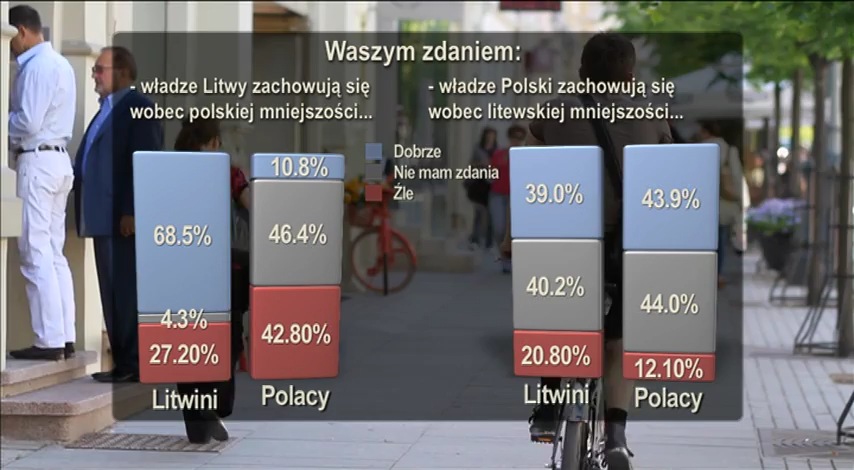 Waszym zdaniem:
- władze Litwy zachowują się
wobec polskiej mniejszości...
- władze Polski zachowują się
wobec litewskiej mniejszości...
Dobrze
Nie mam zdania
Źle
68.5%
4.3%
27.20%
Litwini
10.8%
46.4%
42.80%
Polacy
39.0%
40.2%
20.80%
Litwini
43.9%
44.0%
12.10%
Polacy